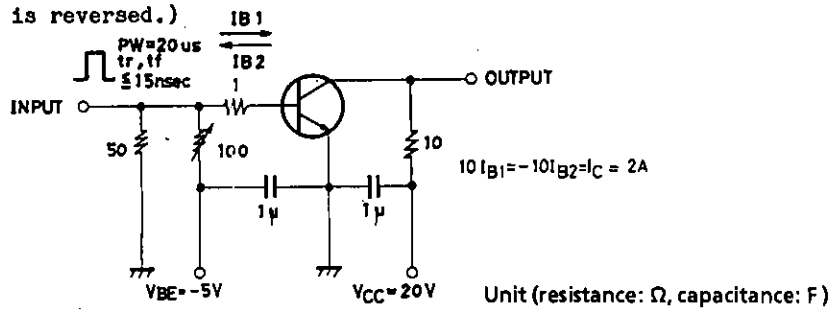 is reversed.)
IB1
PW=20us
tr, tf
≦15nsec
IB2
1
OUTPUT
INPUT
50
100
10
10IB1=-10IB2=IC = 2A
1μ
1μ
VBE=-5V
VCC=20V
Unit (resistance: Ω, capacitance: F)